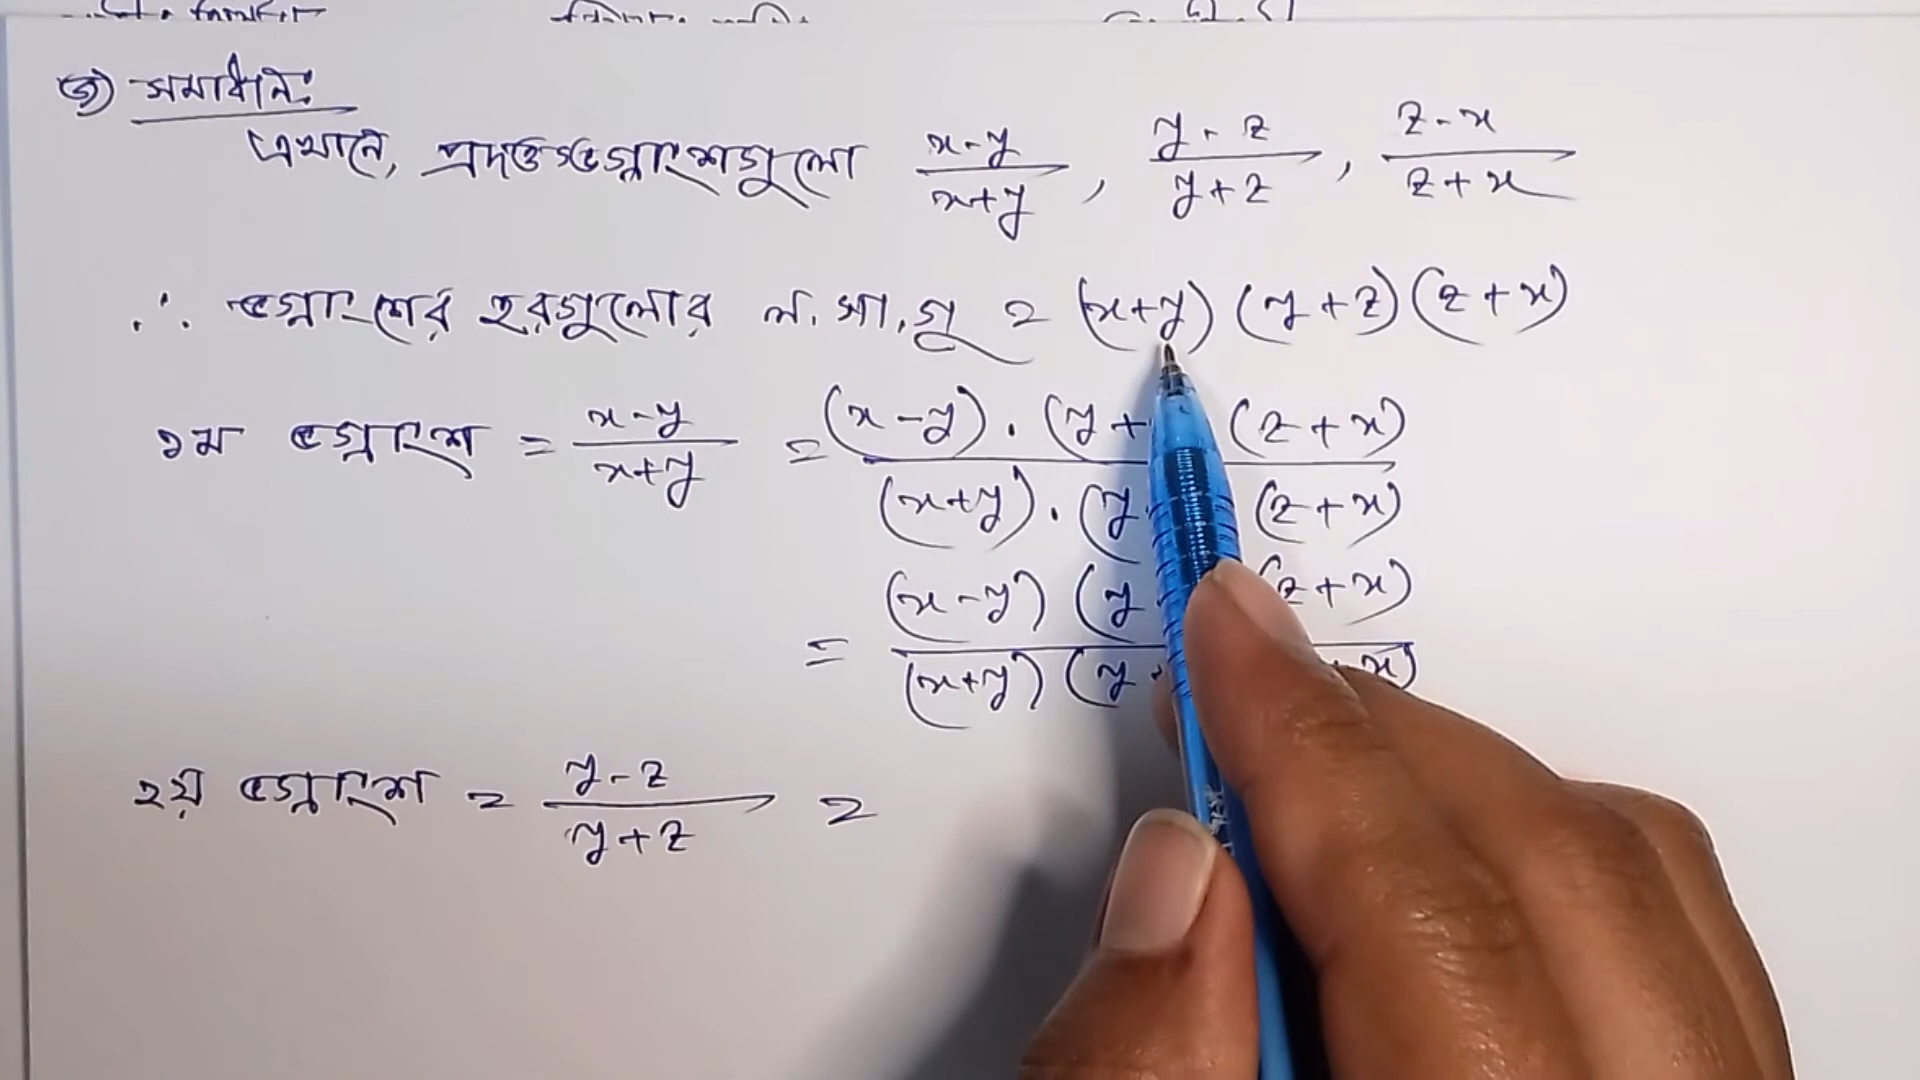 জ) সমাধান:
এখানে, প্রদত্ত ভগ্নাংশগুলো (x-y)/(x+y), (y-z)/(y+z), (z-x)/(z+x)
∴ ভগ্নাংশের হরগুলোর ল.সা.গু = (x+y) (y+z) (z+x)
১ম ভগ্নাংশ = (x-y)/(x+y) = (x-y).(y+ (z+x) / (x+y).(y (z+x)
= (x-y) (y z+x) / (x+y) (y+ x)
২য় ভগ্নাংশ = (y-z)/(y+z) =